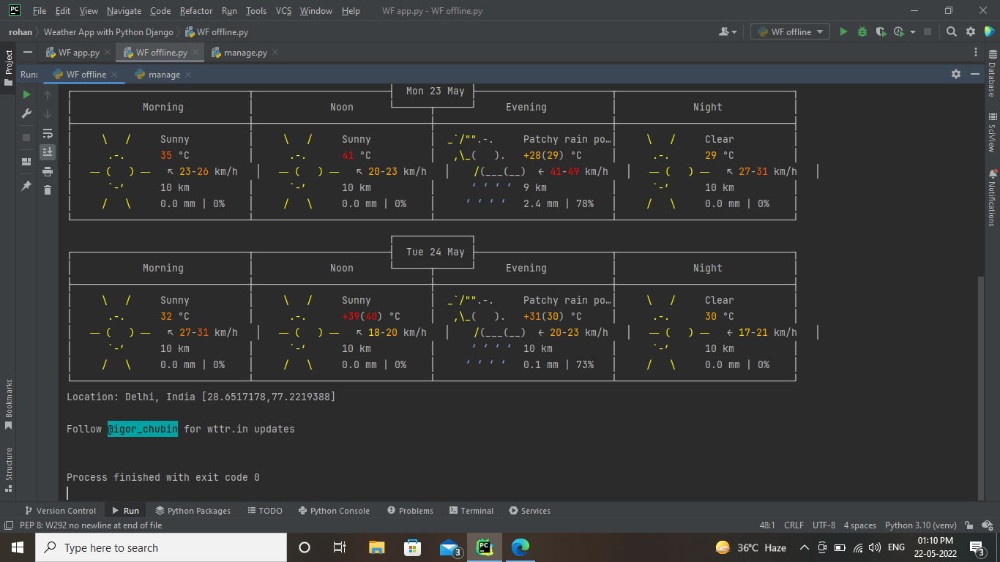 File Edit View Navigate Code Refactor Run Tools VCS Window Help WF app.py - WF offline.py
rohan Weather App with Python Django WF offline.py WF offline
WF app.py WF offline.py manage.py
Run: WF offline manage
Project
Bookmarks
Structure
Database
SciView
Notifications
Mon 23 May
Morning Noon Evening Night
\ / Sunny \ / Sunny _`/"".-. Patchy rain po… \ / Clear
.-. 35 °C .-. 41 °C ,\_( ). +28(29) °C .-. 29 °C
― ( ) ― ↖ 23-26 km/h ― ( ) ― ↖ 20-23 km/h /(___(__) ← 41-49 km/h ― ( ) ― ↖ 27-31 km/h
`-’ 10 km `-’ 10 km ‘ ‘ ‘ ‘ 9 km `-’ 10 km
/ \ 0.0 mm | 0% / \ 0.0 mm | 0% ‘ ‘ ‘ ‘ 2.4 mm | 78% / \ 0.0 mm | 0%
Tue 24 May
Morning Noon Evening Night
\ / Sunny \ / Sunny _`/"".-. Patchy rain po… \ / Clear
.-. 32 °C .-. +39(40) °C ,\_( ). +31(30) °C .-. 30 °C
― ( ) ― ↖ 27-31 km/h ― ( ) ― ↖ 18-20 km/h /(___(__) ← 20-23 km/h ― ( ) ― ← 17-21 km/h
`-’ 10 km `-’ 10 km ‘ ‘ ‘ ‘ 10 km `-’ 10 km
/ \ 0.0 mm | 0% / \ 0.0 mm | 0% ‘ ‘ ‘ ‘ 0.1 mm | 73% / \ 0.0 mm | 0%
Location: Delhi, India [28.6517178,77.2219388]
Follow @igor_chubin for wttr.in updates
Process finished with exit code 0
Version Control Run Python Packages TODO Python Console Problems Terminal Services
PEP 8: W292 no newline at end of file 48:1 CRLF UTF-8 4 spaces Python 3.10 (venv)
Type here to search 3 PC 36°C Haze ENG 01:10 PM
22-05-2022 3